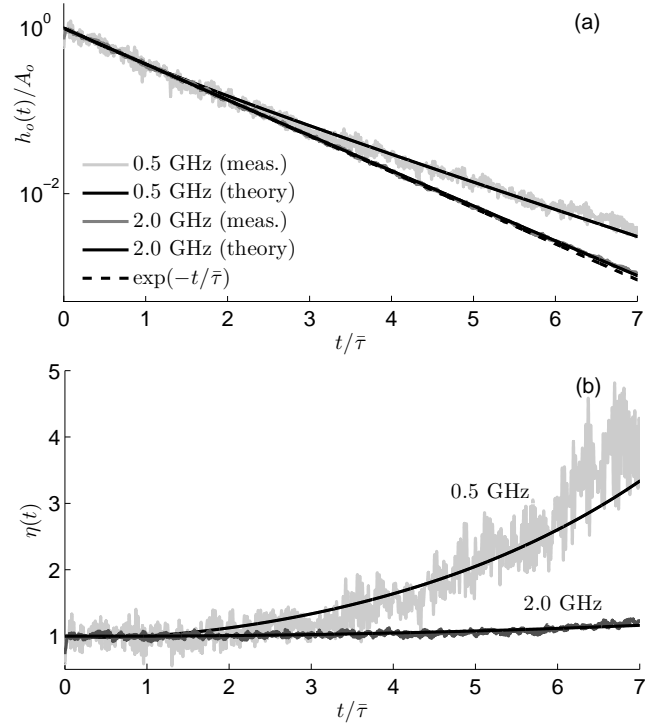 (a)
10^0
10^{-2}
h_o(t)/A_o
0.5 GHz (meas.)
0.5 GHz (theory)
2.0 GHz (meas.)
2.0 GHz (theory)
exp(−t/τ̄)
0 1 2 3 4 5 6 7
t/τ̄
(b)
5
4
3
2
1
0
η(t)
0.5 GHz
2.0 GHz
0 1 2 3 4 5 6 7
t/τ̄